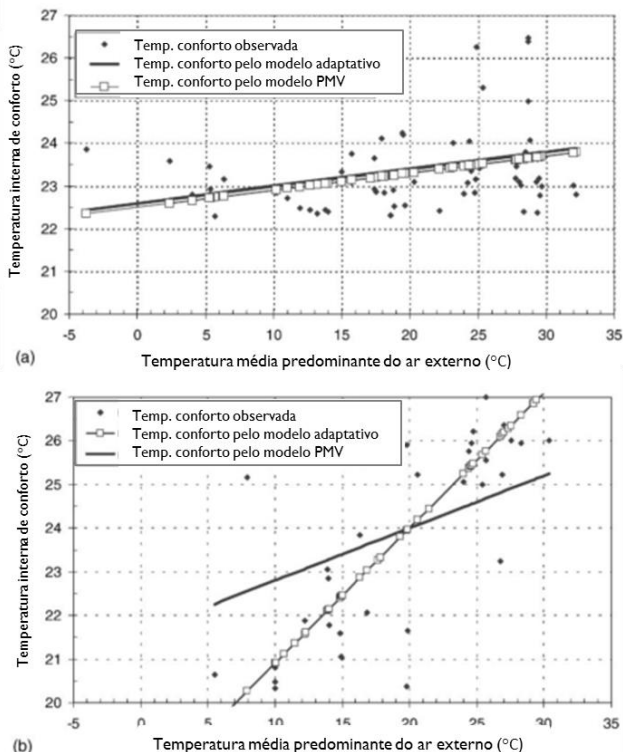 Temperatura interna de conforto (°C)
27
26
25
24
23
22
21
20
Temp. conforto observada
Temp. conforto pelo modelo adaptativo
Temp. conforto pelo modelo PMV
-5
0
5
10
15
20
25
30
35
(a)
Temperatura média predominante do ar externo (°C)
Temperatura interna de conforto (°C)
27
26
25
24
23
22
21
20
Temp. conforto observada
Temp. conforto pelo modelo adaptativo
Temp. conforto pelo modelo PMV
-5
0
5
10
15
20
25
30
35
(b)
Temperatura média predominante do ar externo (°C)